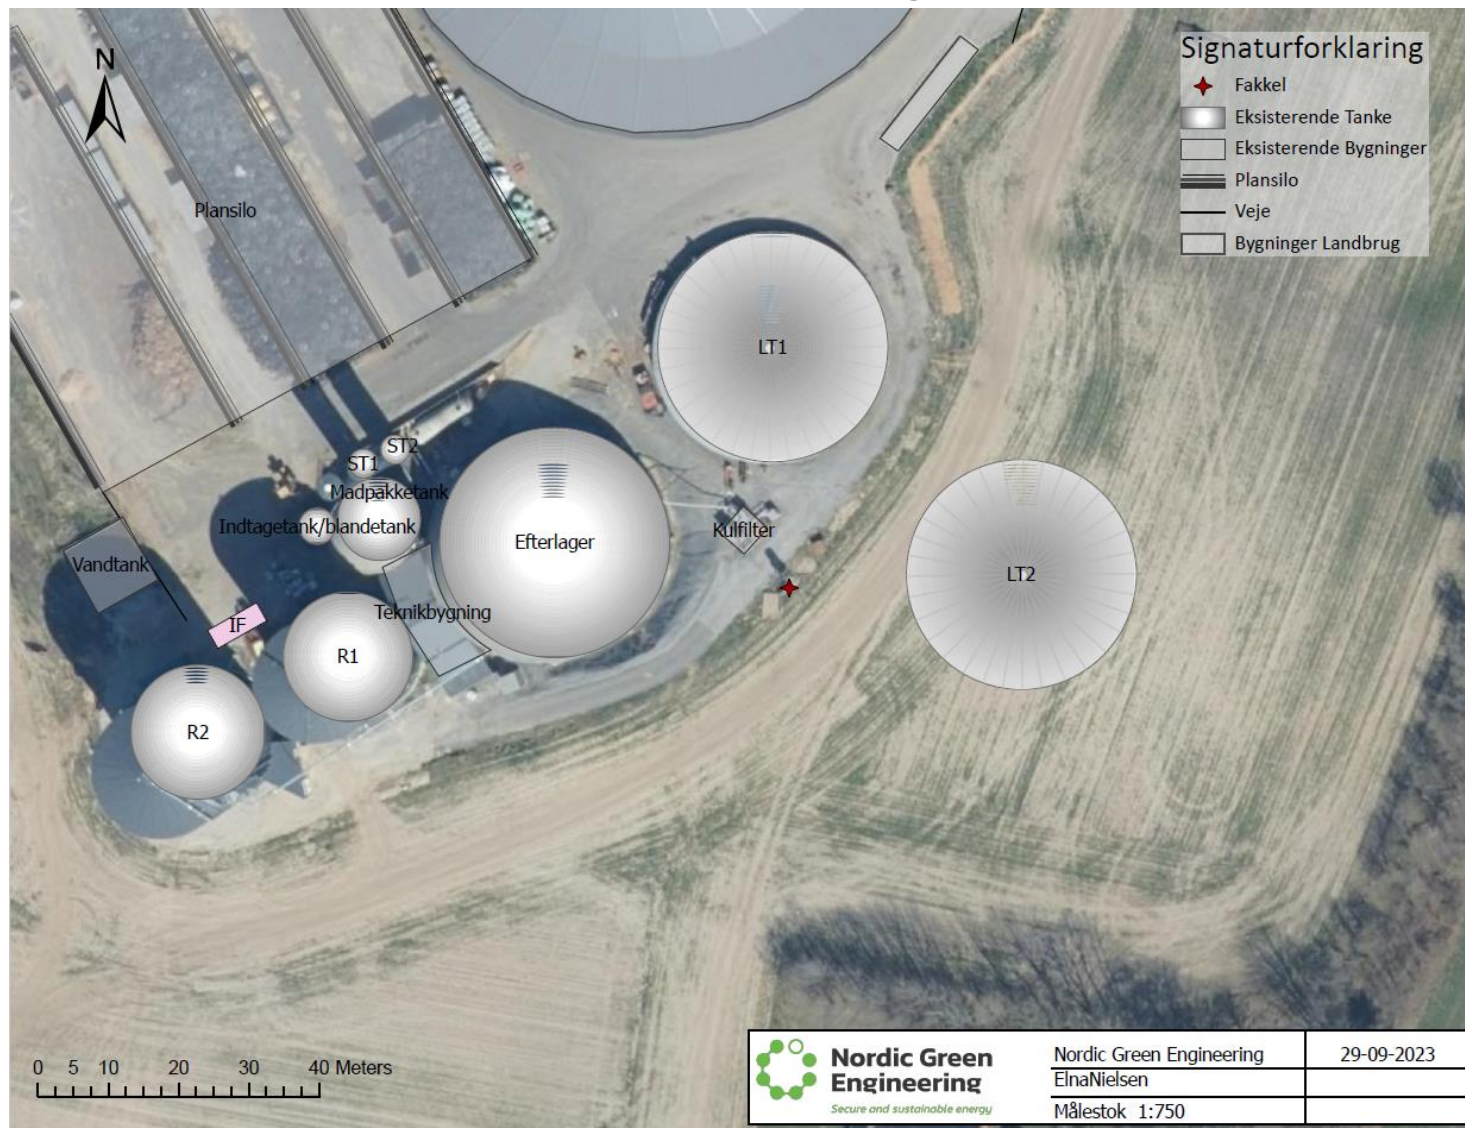 N
Signaturforklaring
Fakkel
Eksisterende Tanke
Eksisterende Bygninger
Plansilo
Veje
Bygninger Landbrug
Plansilo
LT1
ST2
ST1
Madpakketank
Indtagetank/blandetank
Efterlager
Kulfilter
Vandtank
LT2
Teknikbygning
IF
R1
R2
0 5 10 20 30 40 Meters
Nordic Green
Engineering
Secure and sustainable energy
Nordic Green Engineering 29-09-2023
ElnaNielsen
Målestok 1:750